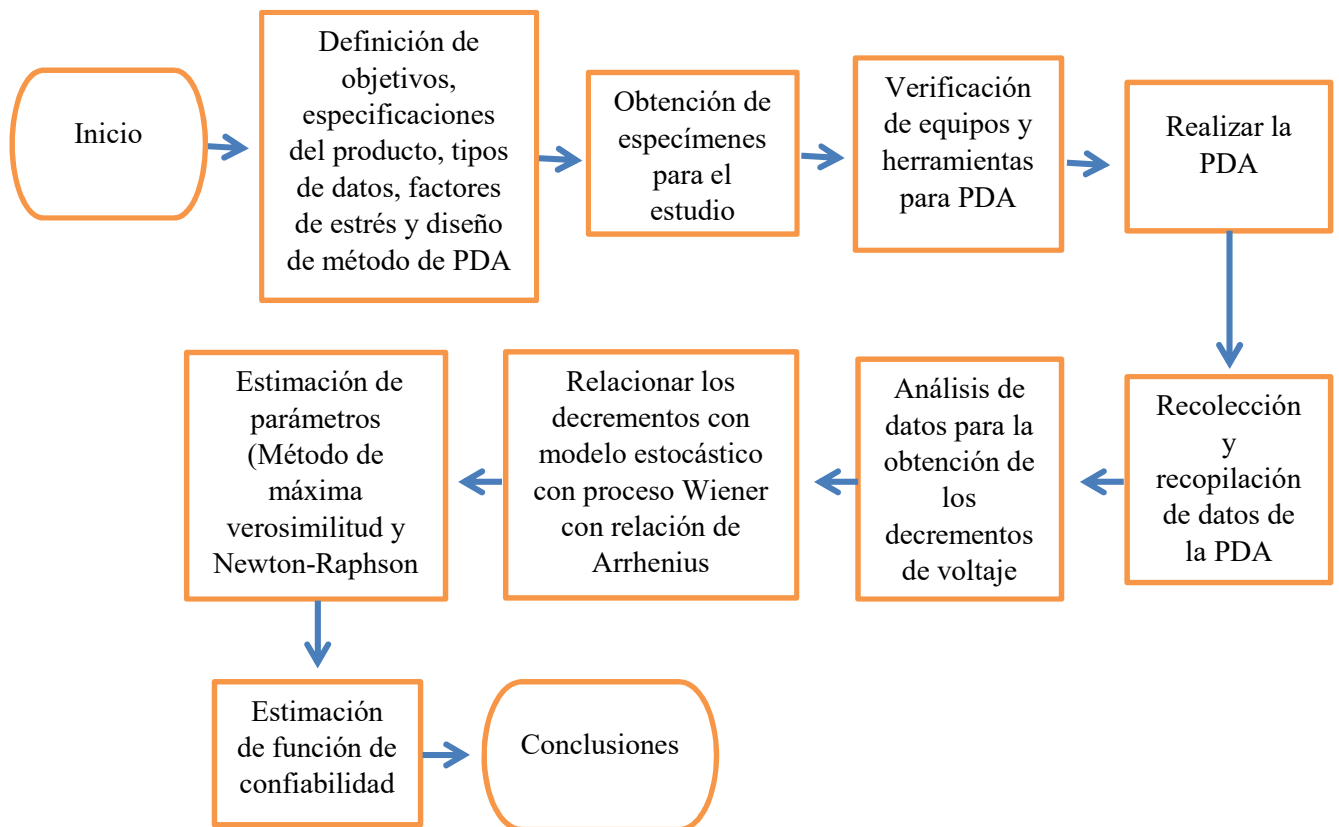 Inicio
Definición de
objetivos,
especificaciones
del producto, tipos
de datos, factores
de estrés y diseño
de método de PDA
Obtención de
especímenes
para el
estudio
Verificación
de equipos y
herramientas
para PDA
Realizar la
PDA
Recolección
y
recopilación
de datos de
la PDA
Análisis de
datos para la
obtención de
los
decrementos
de voltaje
Relacionar los
decrementos con
modelo estocástico
con proceso Wiener
con relación de
Arrhenius
Estimación de
parámetros
(Método de
máxima
verosimilitud y
Newton-Raphson
Estimación
de función de
confiabilidad
Conclusiones